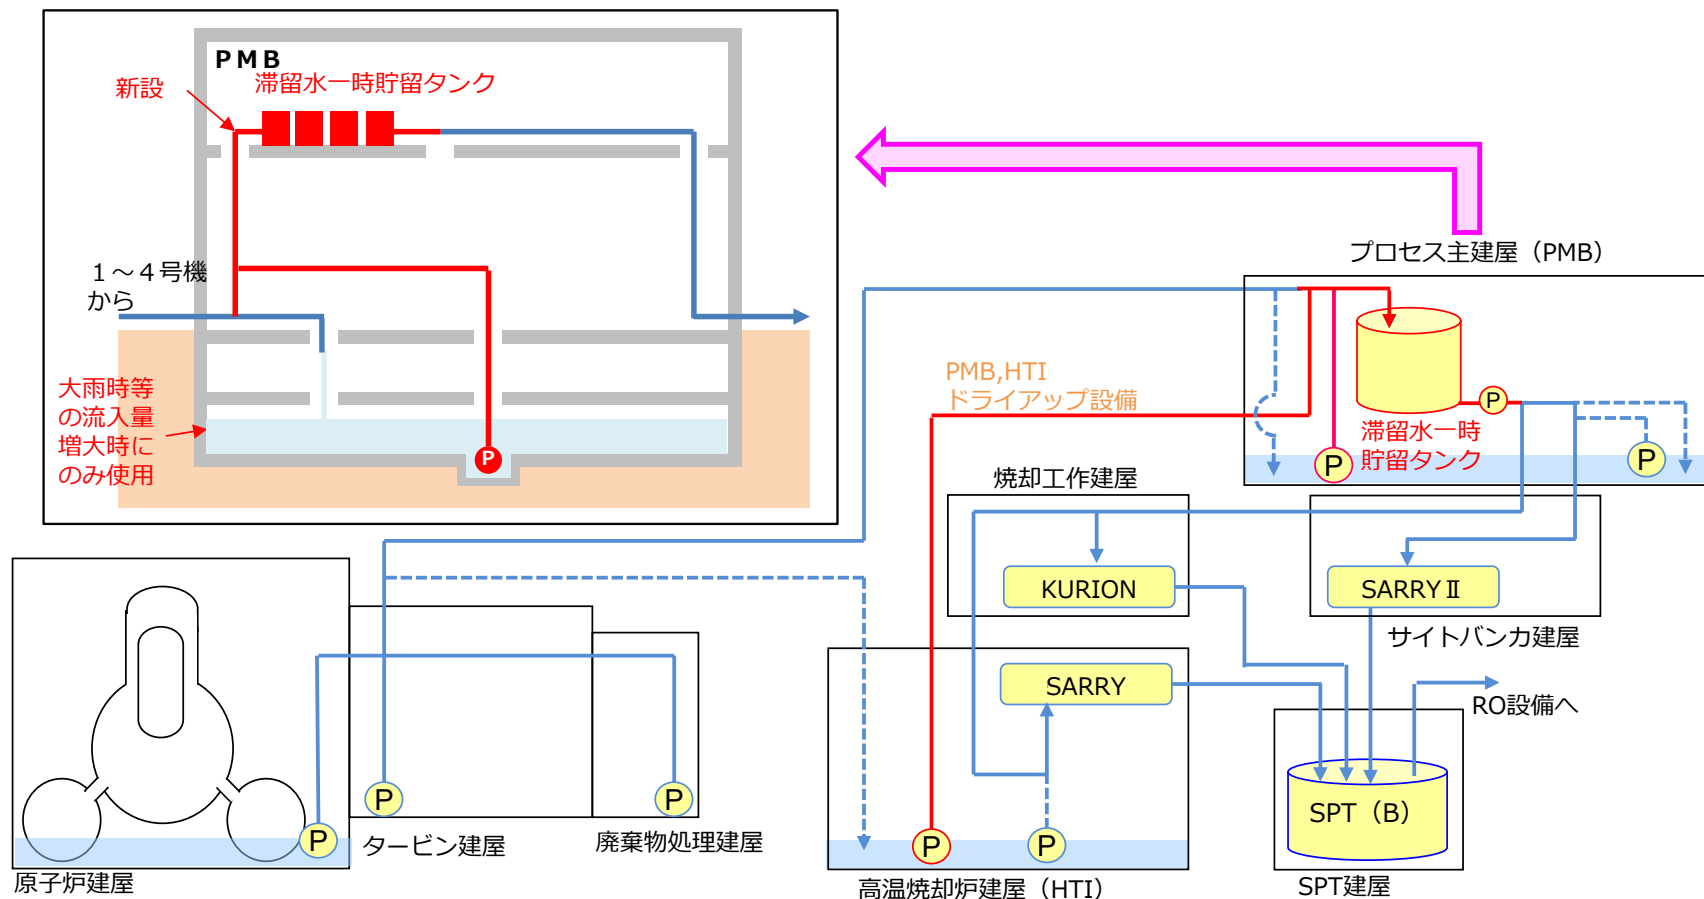 ＰＭＢ
新設
滞留水一時貯留タンク
１～４号機
から
大雨時等
の流入量
増大時に
のみ使用
P
プロセス主建屋（PMB）
PMB,HTI
ドライアップ設備
P
滞留水一時
貯留タンク
P
P
焼却工作建屋
KURION
SARRYⅡ
サイトバンカ建屋
SARRY
RO設備へ
P
P
P
P
P
SPT（B）
タービン建屋
廃棄物処理建屋
原子炉建屋
高温焼却炉建屋（HTI）
SPT建屋